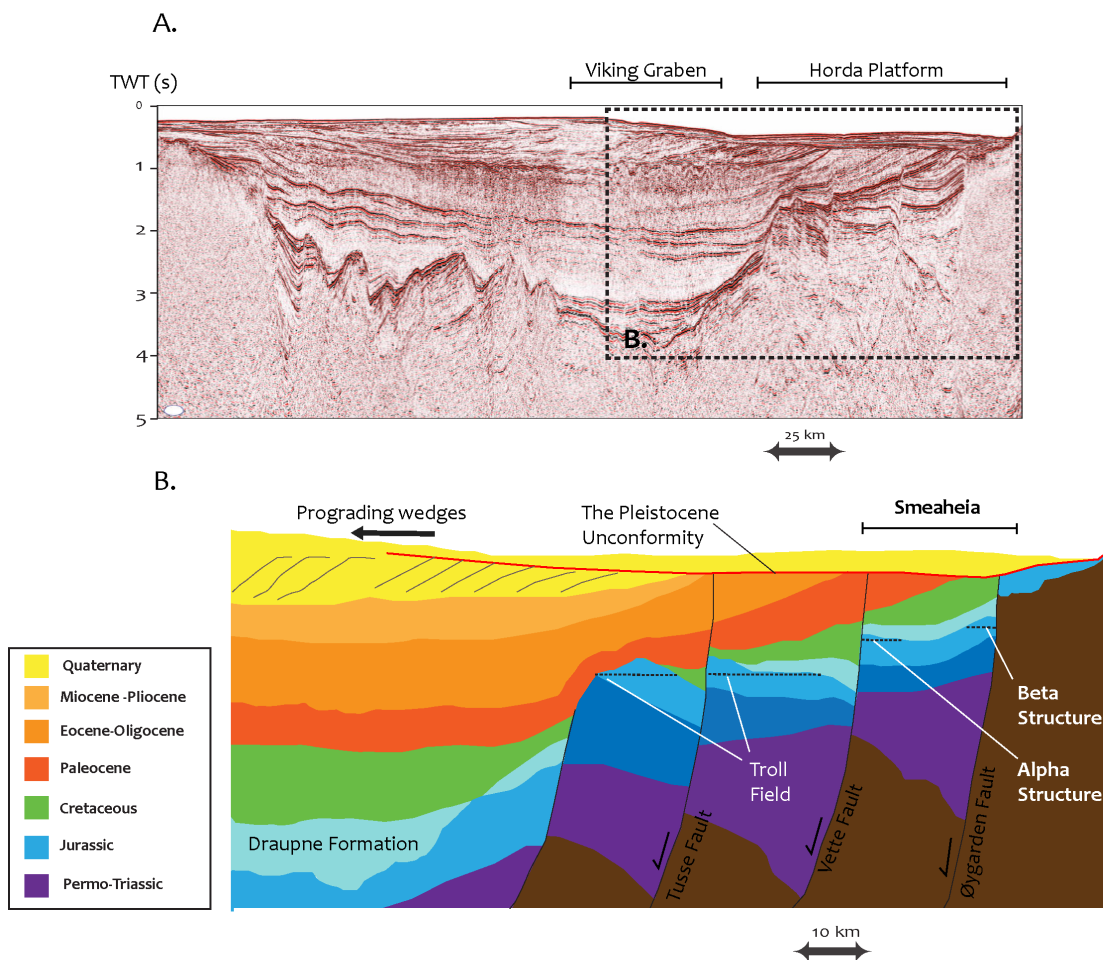 A.
Viking Graben
Horda Platform
TWT (s)
0
1
2
3
4
5
B.
25 km
B.
Prograding wedges
The Pleistocene
Unconformity
Smeaheia
Quaternary
Miocene -Pliocene
Eocene-Oligocene
Paleocene
Cretaceous
Jurassic
Permo-Triassic
Draupne Formation
Troll
Field
Beta
Structure
Alpha
Structure
Tusse Fault
Vette Fault
Øygarden Fault
10 km